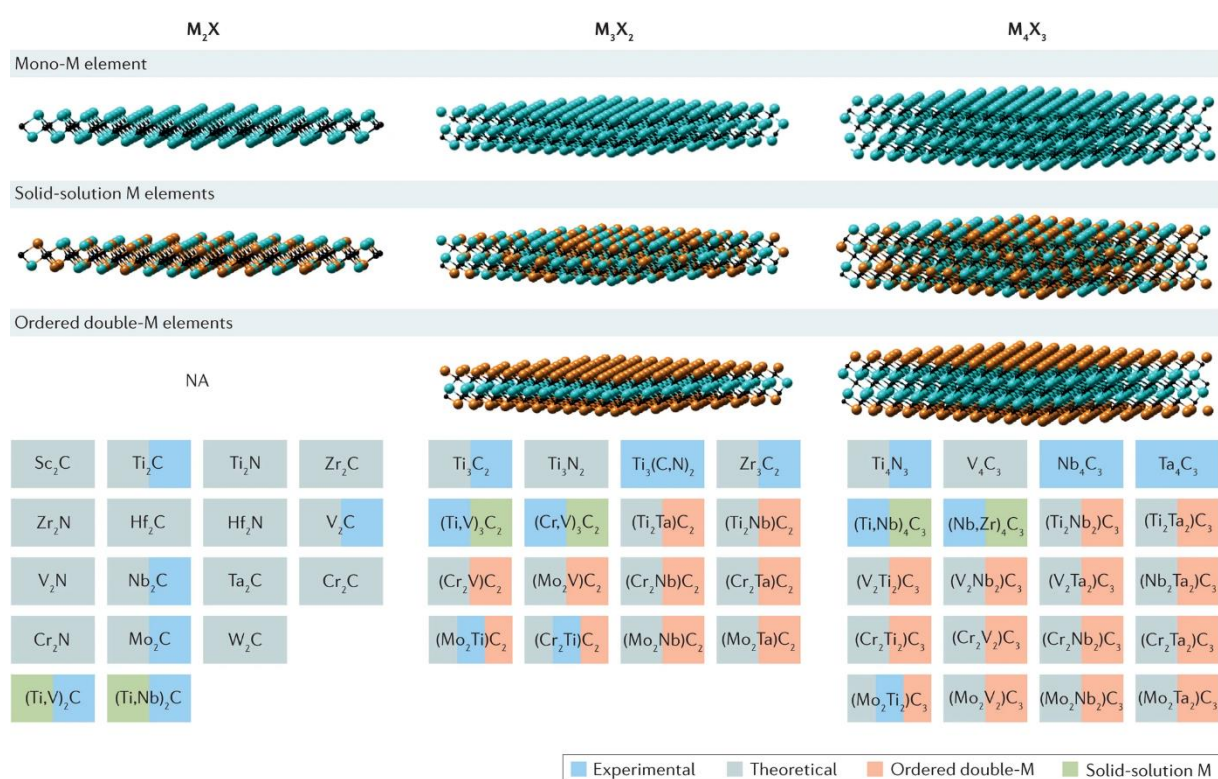 M₂X M₃X₂ M₄X₃
Mono-M element
Solid-solution M elements
Ordered double-M elements
NA
Sc₂C Ti₂C Ti₂N Zr₂C Ti₃C₂ Ti₃N₂ Ti₃(C,N)₂ Zr₃C₂ Ti₄N₃ V₄C₃ Nb₄C₃ Ta₄C₃
Zr₂N Hf₂C Hf₂N V₂C (Ti,V)₃C₂ (Cr,V)₃C₂ (Ti₂Ta)C₂ (Ti₂Nb)C₂ (Ti,Nb)₄C₃ (Nb,Zr)₄C₃ (Ti₂Nb₂)C₃ (Ti₂Ta₂)C₃
V₂N Nb₂C Ta₂C Cr₂C (Cr₂V)C₂ (Mo₂V)C₂ (Cr₂Nb)C₂ (Cr₂Ta)C₂ (V₂Ti₂)C₃ (V₂Nb₂)C₃ (V₂Ta₂)C₃ (Nb₂Ta₂)C₃
Cr₂N Mo₂C W₂C (Mo₂Ti)C₂ (Cr₂Ti)C₂ (Mo₂Nb)C₂ (Mo₂Ta)C₂ (Cr₂Ti₂)C₃ (Cr₂V₂)C₃ (Cr₂Nb₂)C₃ (Cr₂Ta₂)C₃
(Ti,V)₂C (Ti,Nb)₂C (Mo₂Ti₂)C₃ (Mo₂V₂)C₃ (Mo₂Nb₂)C₃ (Mo₂Ta₂)C₃
Experimental Theoretical Ordered double-M Solid-solution M